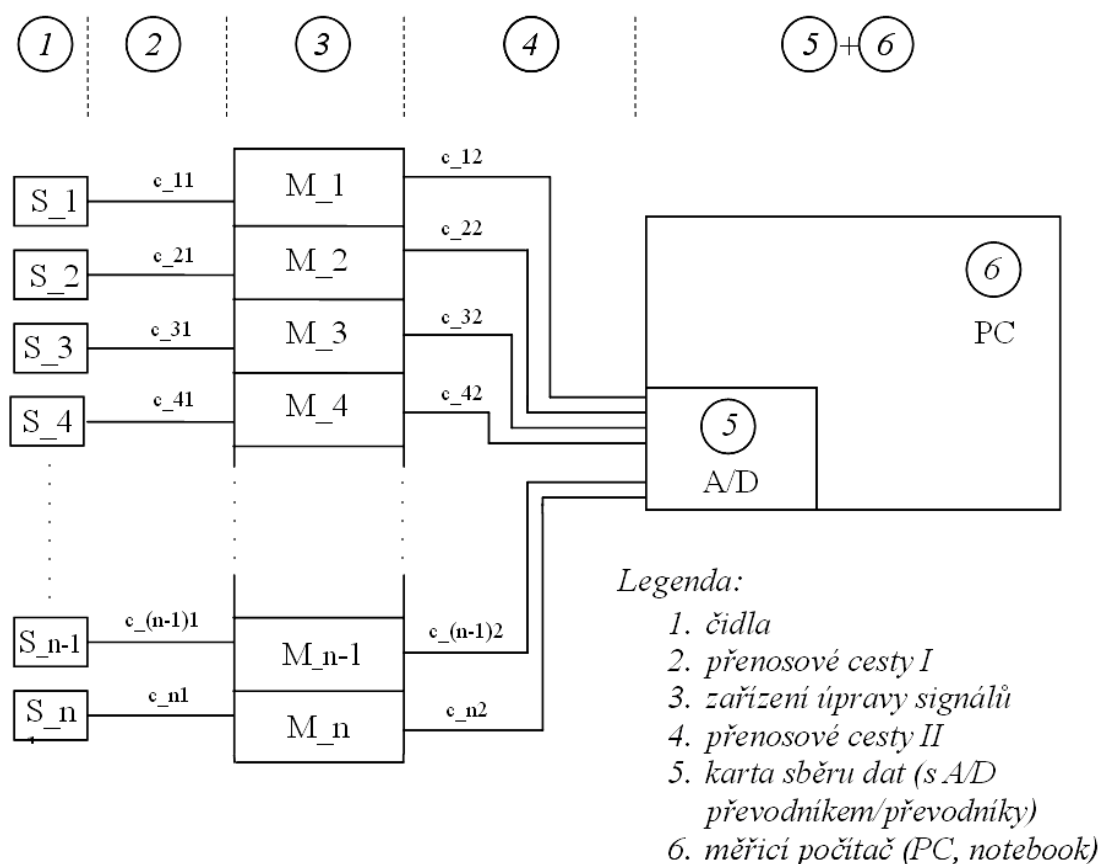 1 2 3 4 5 + 6
c_12
c_11
M_1
S_1
c_22
c_21
M_2
S_2
6
c_32
c_31
M_3
S_3
PC
c_42
c_41
M_4
S_4
5
A/D
Legenda:
1. čidla
2. přenosové cesty I
3. zařízení úpravy signálů
4. přenosové cesty II
5. karta sběru dat (s A/D
převodníkem/převodníky)
6. měřicí počítač (PC, notebook)
c_(n-1)1
c_(n-1)2
S_n-1
M_n-1
c_n1
c_n2
S_n
M_n